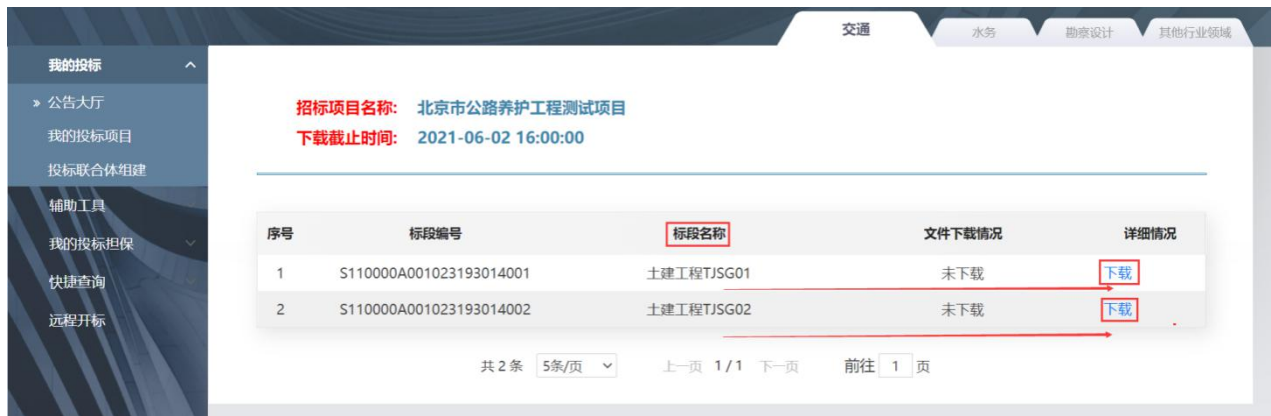 交通 水务 勘察设计 其他行业领域
我的投标
» 公告大厅
我的投标项目
投标联合体组建
辅助工具
我的投标担保
快捷查询
远程开标
招标项目名称: 北京市公路养护工程测试项目
下载截止时间: 2021-06-02 16:00:00
序号 标段编号 标段名称 文件下载情况 详细情况
1 S110000A001023193014001 土建工程TJSG01 未下载 下载
2 S110000A001023193014002 土建工程TJSG02 未下载 下载
共 2 条 5条/页 上一页 1 / 1 下一页 前往 1 页